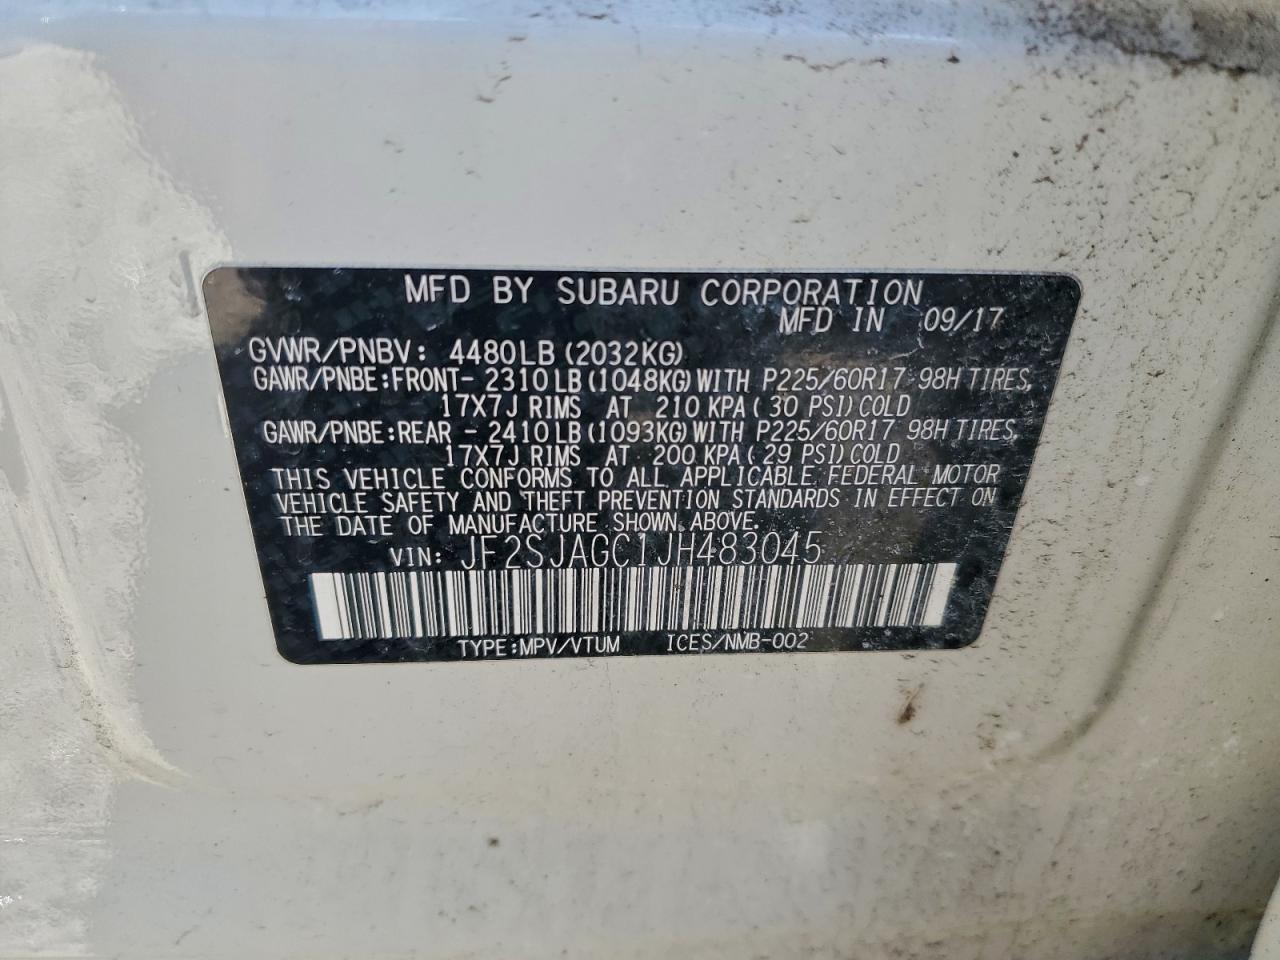 MFD BY SUBARU CORPORATION
MFD IN 09/17
GVWR/PNBV: 4480LB(2032KG)
GAWR/PNBE:FRONT- 2310LB(1048KG)WITH P225/60R17 98H TIRES,
17X7J RIMS AT 210 KPA(30 PSI)COLD
GAWR/PNBE:REAR - 2410LB(1093KG)WITH P225/60R17 98H TIRES,
17X7J RIMS AT 200 KPA(29 PSI)COLD
THIS VEHICLE CONFORMS TO ALL APPLICABLE FEDERAL MOTOR
VEHICLE SAFETY AND THEFT PREVENTION STANDARDS IN EFFECT ON
THE DATE OF MANUFACTURE SHOWN ABOVE.
VIN: JF2SJAGC1JH483045
TYPE:MPV/VTUM ICES/NMB-002